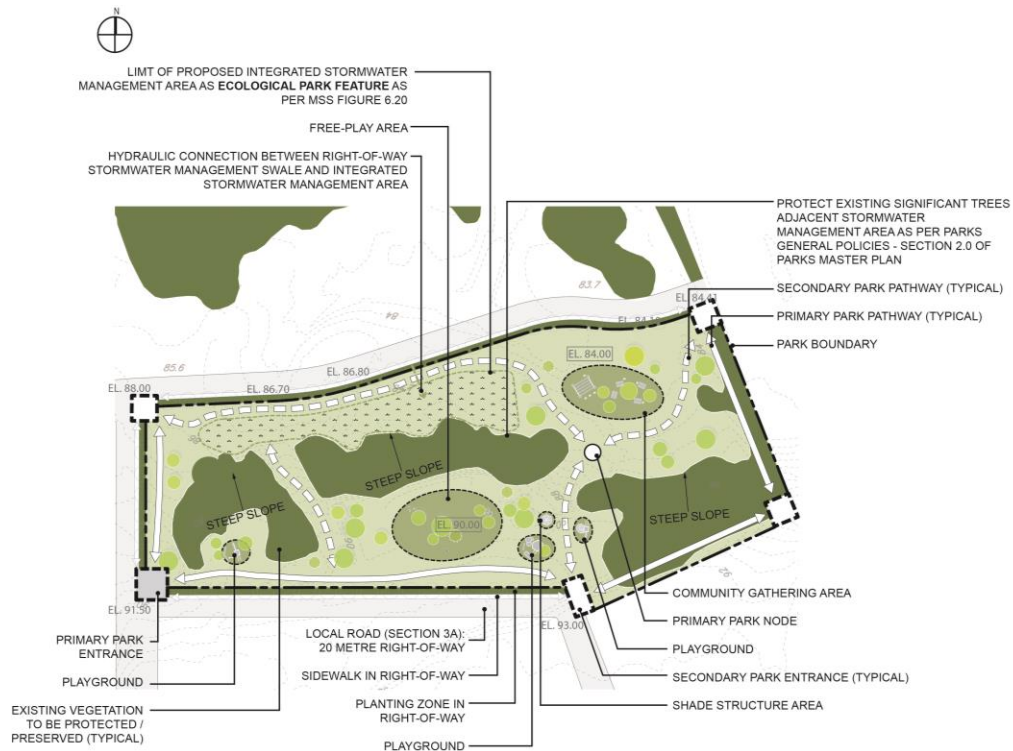 N
LIMT OF PROPOSED INTEGRATED STORMWATER
MANAGEMENT AREA AS ECOLOGICAL PARK FEATURE AS
PER MSS FIGURE 6.20
FREE-PLAY AREA
HYDRAULIC CONNECTION BETWEEN RIGHT-OF-WAY
STORMWATER MANAGEMENT SWALE AND INTEGRATED
STORMWATER MANAGEMENT AREA
PROTECT EXISTING SIGNIFICANT TREES
ADJACENT STORMWATER
MANAGEMENT AREA AS PER PARKS
GENERAL POLICIES - SECTION 2.0 OF
PARKS MASTER PLAN
SECONDARY PARK PATHWAY (TYPICAL)
PRIMARY PARK PATHWAY (TYPICAL)
PARK BOUNDARY
83.7
84
EL. 84.41
85.6
EL. 86.80
EL. 86.70
EL. 88.00
EL. 84.00
STEEP SLOPE
STEEP SLOPE
STEEP SLOPE
EL. 90.00
90
92
EL. 91.50
EL. 93.00
PRIMARY PARK
ENTRANCE
PLAYGROUND
EXISTING VEGETATION
TO BE PROTECTED /
PRESERVED (TYPICAL)
LOCAL ROAD (SECTION 3A):
20 METRE RIGHT-OF-WAY
SIDEWALK IN RIGHT-OF-WAY
PLANTING ZONE IN
RIGHT-OF-WAY
PLAYGROUND
COMMUNITY GATHERING AREA
PRIMARY PARK NODE
PLAYGROUND
SECONDARY PARK ENTRANCE (TYPICAL)
SHADE STRUCTURE AREA